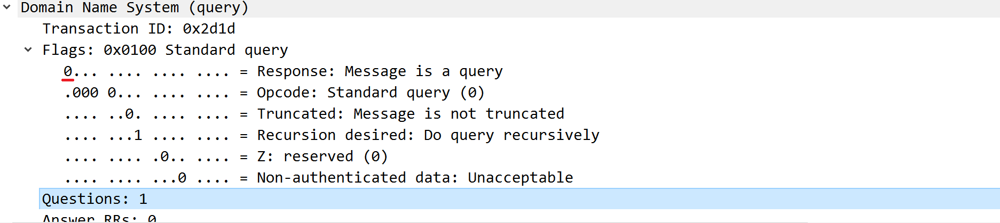 Domain Name System (query)
Transaction ID: 0x2d1d
Flags: 0x0100 Standard query
0... .... .... .... = Response: Message is a query
.000 0... .... .... = Opcode: Standard query (0)
.... ..0. .... .... = Truncated: Message is not truncated
.... ...1 .... .... = Recursion desired: Do query recursively
.... .... .0.. .... = Z: reserved (0)
.... .... ...0 .... = Non-authenticated data: Unacceptable
Questions: 1
Answer RRs: 0